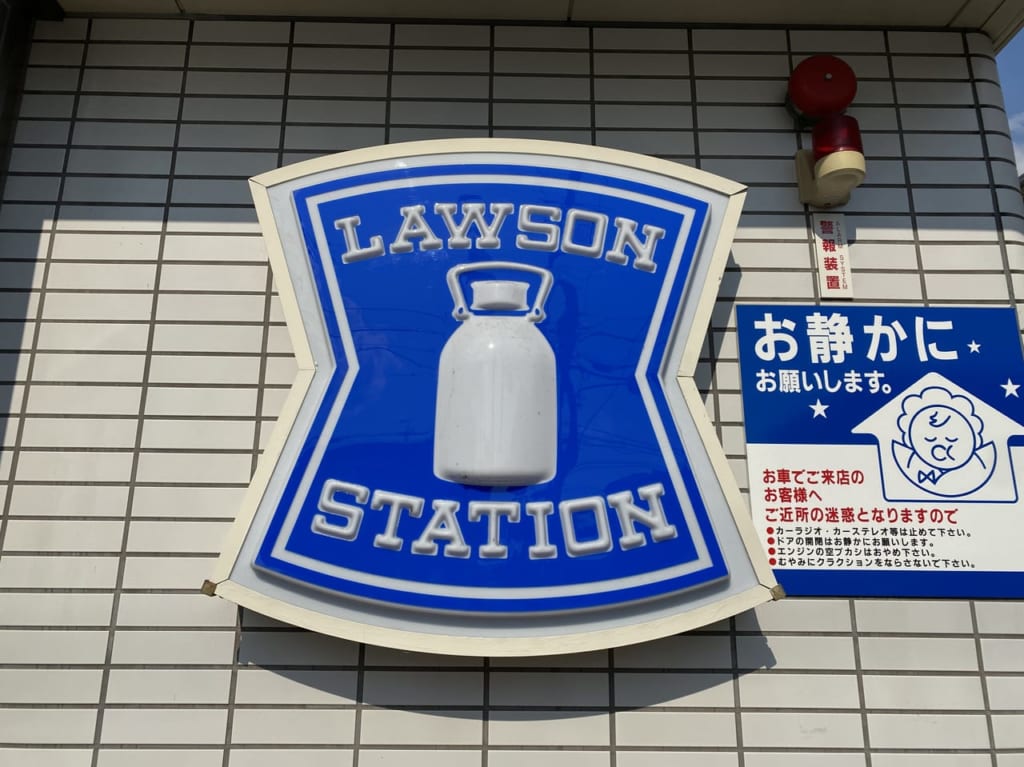 LAWSON
STATION
警報装置
ALARM SYSTEM
お静かに
お願いします。
お車でご来店の
お客様へ
ご近所の迷惑となりますので
●カーラジオ・カーステレオ等は止めて下さい。
●ドアの開閉はお静かにお願いします。
●エンジンの空ブカシはおやめ下さい。
●むやみにクラクションをならさないで下さい。